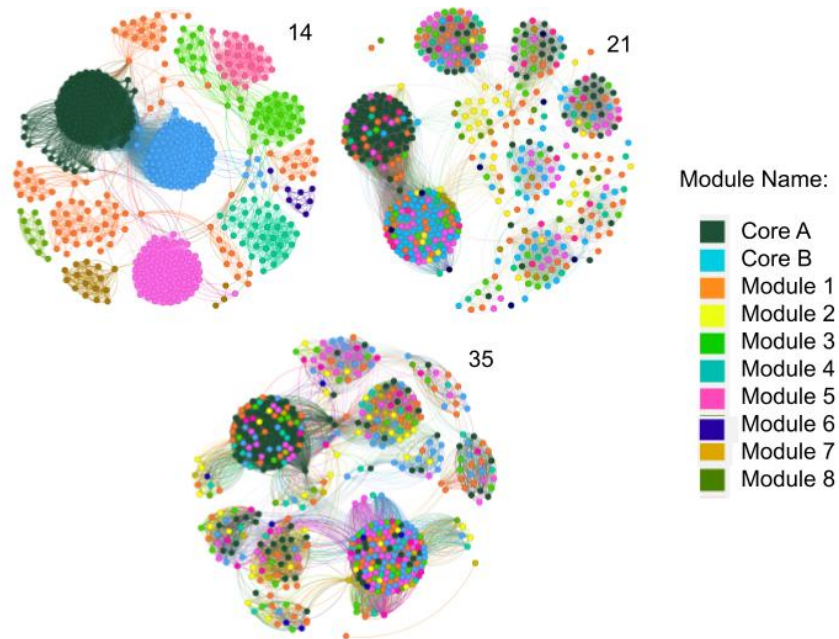 14
21
35
Module Name:
Core A
Core B
Module 1
Module 2
Module 3
Module 4
Module 5
Module 6
Module 7
Module 8